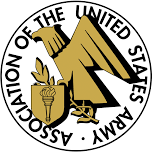 ASSOCIATION OF THE UNITED STATES ARMY